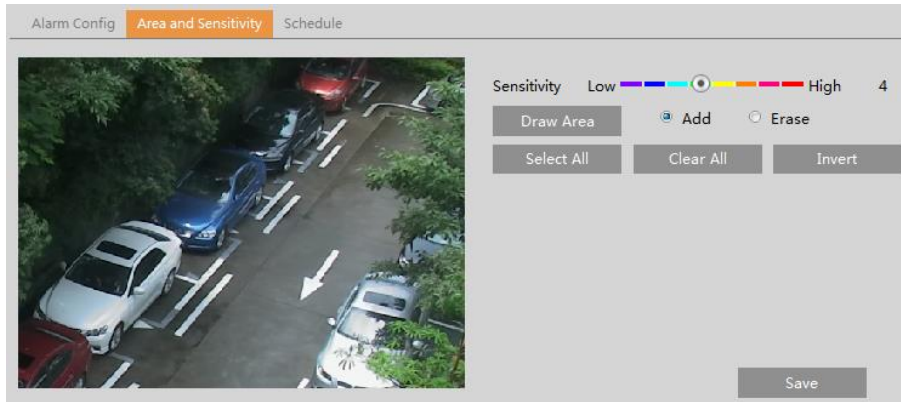 Alarm Config Area and Sensitivity Schedule
Sensitivity Low High 4
Draw Area Add Erase
Select All Clear All Invert
Save